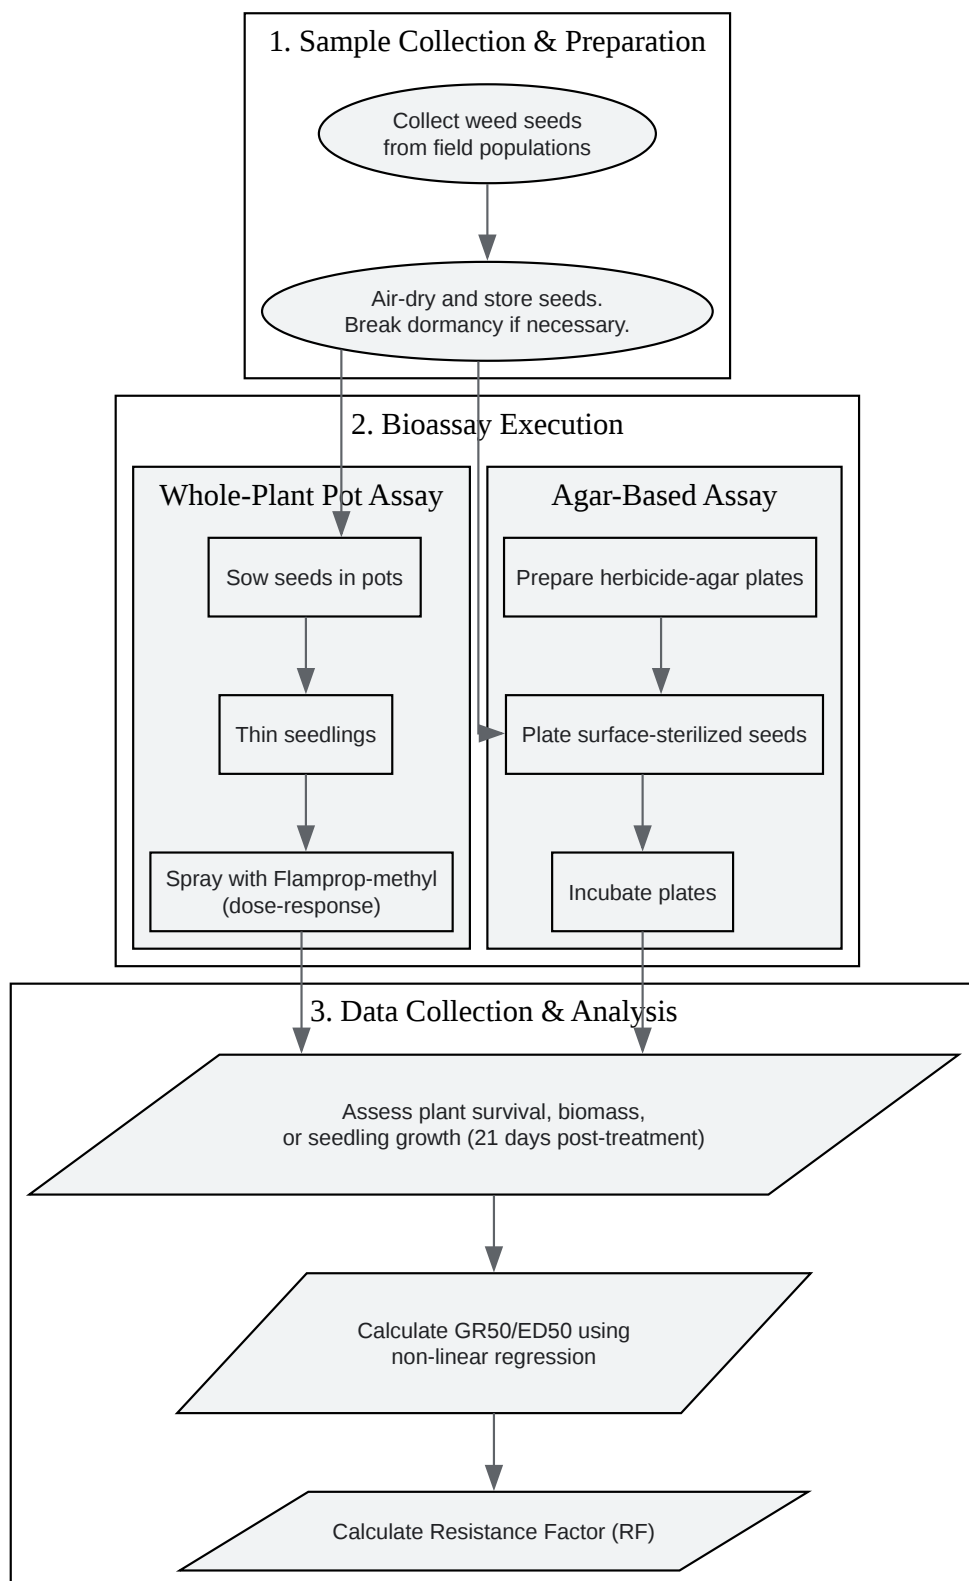 1. Sample Collection & Preparation
Collect weed seeds
from field populations
Air-dry and store seeds.
Break dormancy if necessary.
2. Bioassay Execution
Whole-Plant Pot Assay
Sow seeds in pots
Thin seedlings
Spray with Flamprop-methyl
(dose-response)
Agar-Based Assay
Prepare herbicide-agar plates
Plate surface-sterilized seeds
Incubate plates
3. Data Collection & Analysis
Assess plant survival, biomass,
or seedling growth (21 days post-treatment)
Calculate GR50/ED50 using
non-linear regression
Calculate Resistance Factor (RF)